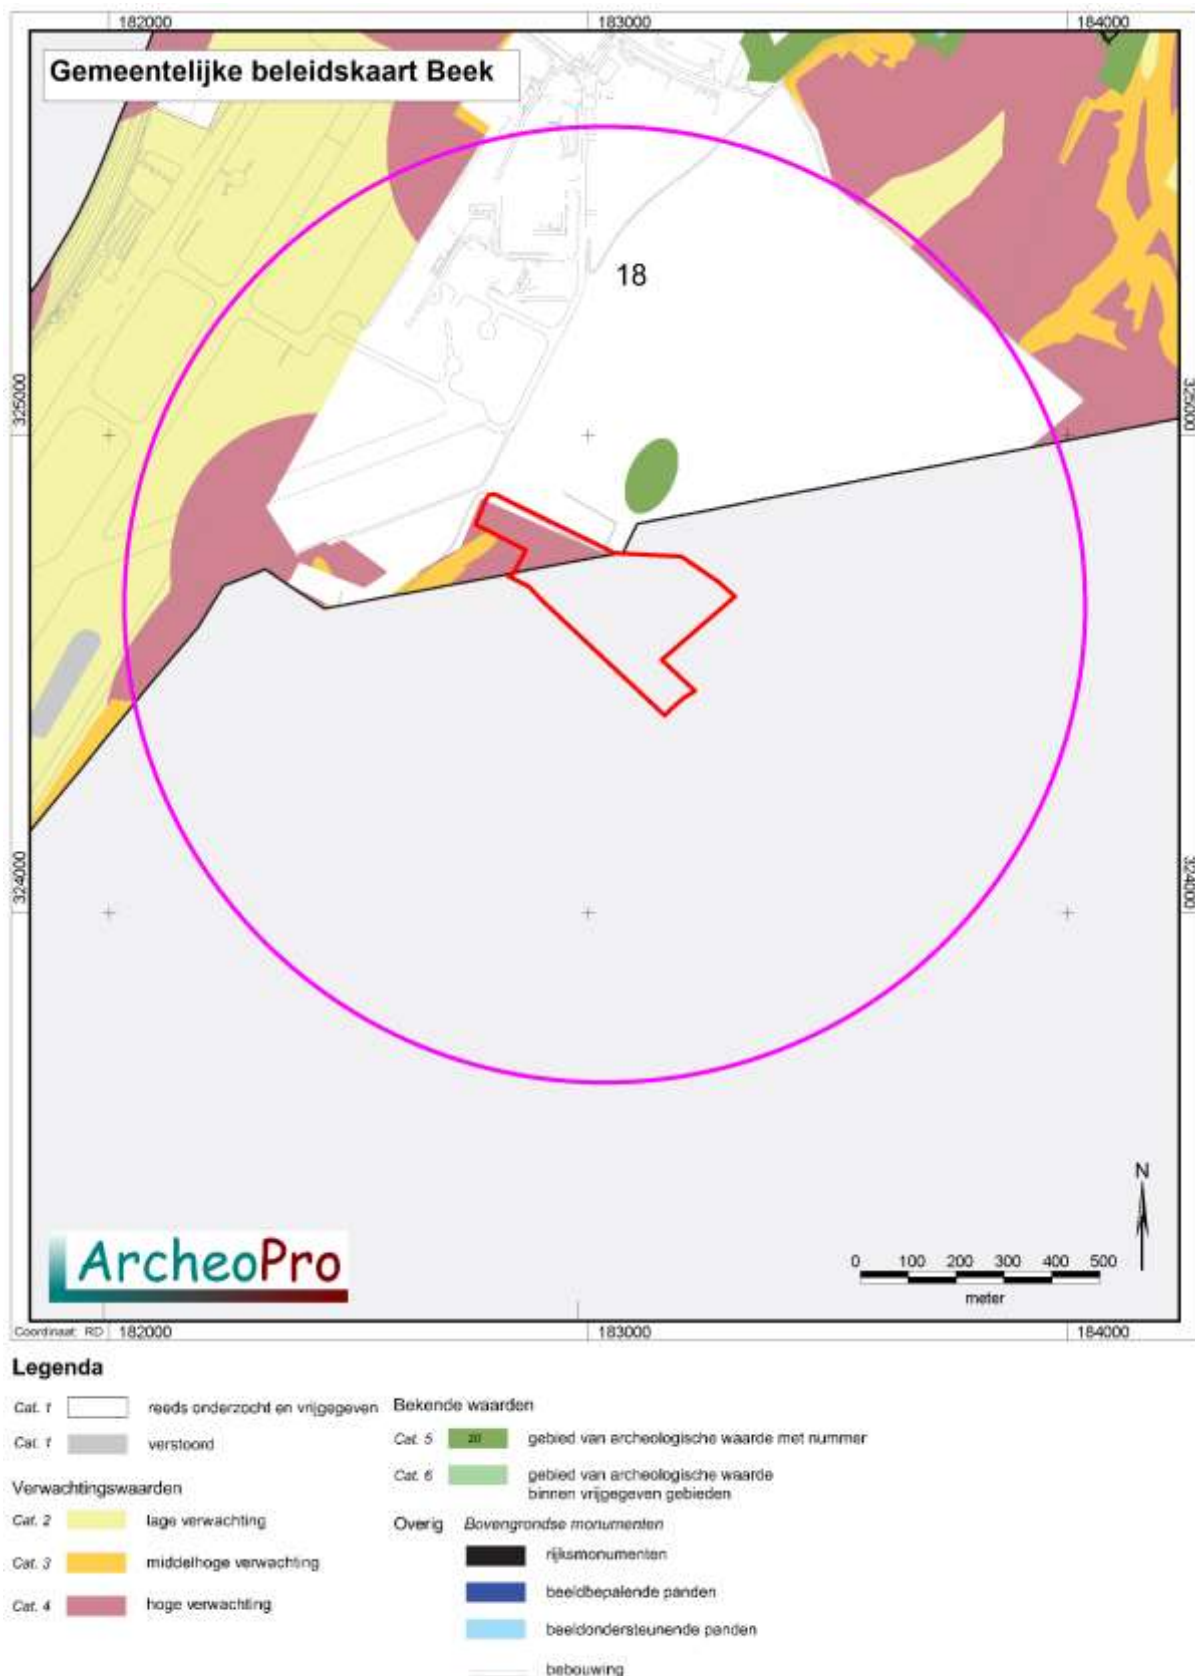 182000 183000 184000
Gemeentelijke beleidskaart Beek
18
325000 325000
324000 324000
N
ArcheoPro
0 100 200 300 400 500
meter
Coordinaat: RD 182000 183000 184000
Legenda
Cat. 1 reeds onderzocht en vrijgegeven
Cat. 1 verstoord
Verwachtingswaarden
Cat. 2 lage verwachting
Cat. 3 middelhoge verwachting
Cat. 4 hoge verwachting
Bekende waarden
Cat. 5 20 gebied van archeologische waarde met nummer
Cat. 6 gebied van archeologische waarde
binnen vrijgegeven gebieden
Overig Bovengrondse monumenten
rijksmonumenten
beeldbepalende panden
beeldondersteunende panden
bebouwing